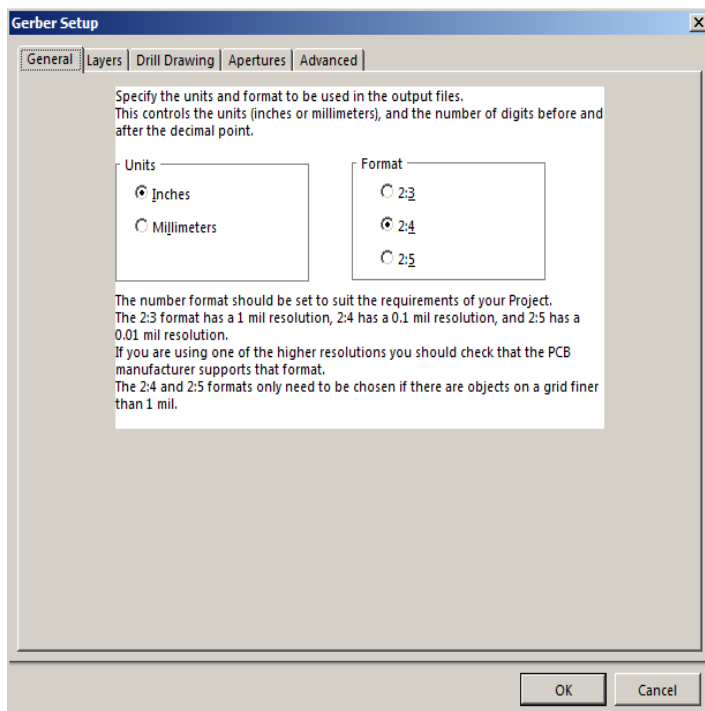 Gerber Setup
General Layers Drill Drawing Apertures Advanced
Specify the units and format to be used in the output files.
This controls the units (inches or millimeters), and the number of digits before and
after the decimal point.
Units
Inches
Millimeters
Format
2:3
2:4
2:5
The number format should be set to suit the requirements of your Project.
The 2:3 format has a 1 mil resolution, 2:4 has a 0.1 mil resolution, and 2:5 has a
0.01 mil resolution.
If you are using one of the higher resolutions you should check that the PCB
manufacturer supports that format.
The 2:4 and 2:5 formats only need to be chosen if there are objects on a grid finer
than 1 mil.
OK Cancel